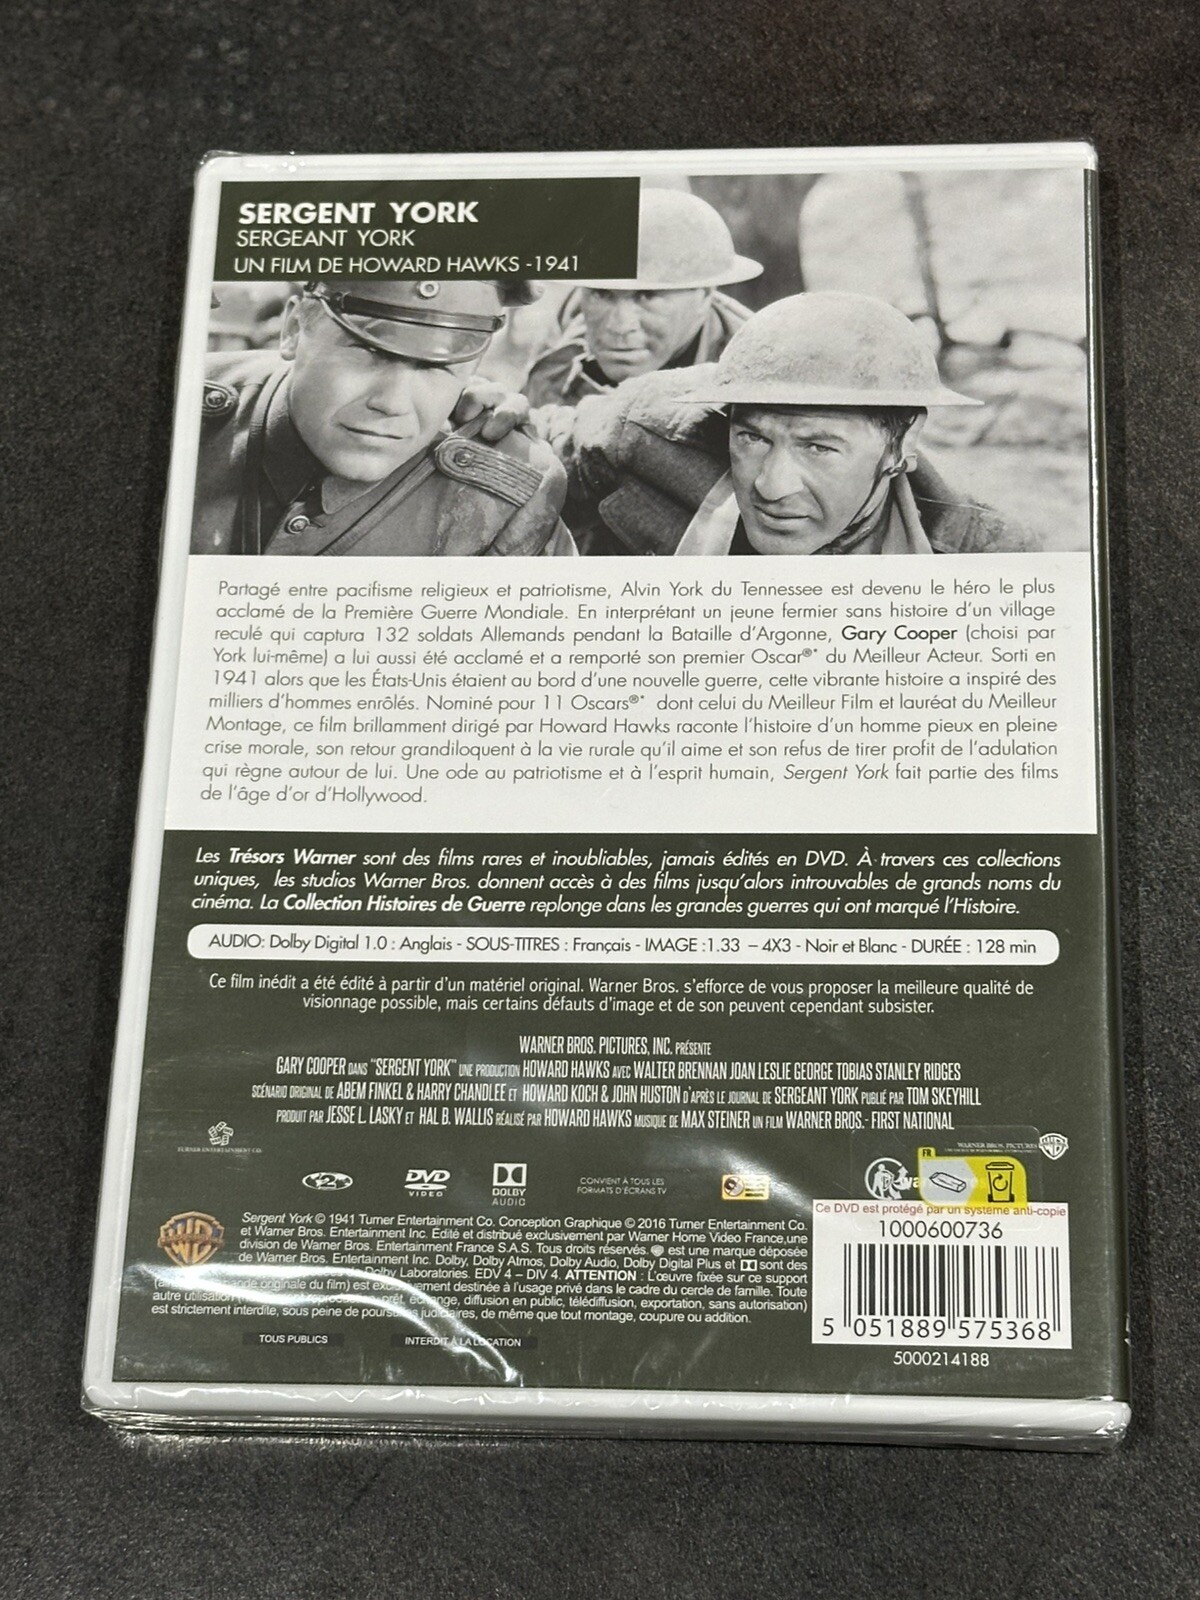 SERGENT YORK
SERGEANT YORK
UN FILM DE HOWARD HAWKS -1941
Partagé entre pacifisme religieux et patriotisme, Alvin York du Tennessee est devenu le héro le plus
acclamé de la Première Guerre Mondiale. En interprétant un jeune fermier sans histoire d'un village
reculé qui captura 132 soldats Allemands pendant la Bataille d'Argonne, Gary Cooper (choisi par
York lui-même) a lui aussi été acclamé et a remporté son premier Oscar®* du Meilleur Acteur. Sorti en
1941 alors que les États-Unis étaient au bord d'une nouvelle guerre, cette vibrante histoire a inspiré des
milliers d'hommes enrôlés. Nominé pour 11 Oscars®* dont celui du Meilleur Film et lauréat du Meilleur
Montage, ce film brillamment dirigé par Howard Hawks raconte l'histoire d'un homme pieux en pleine
crise morale, son retour grandiloquent à la vie rurale qu'il aime et son refus de tirer profit de l'adulation
qui règne autour de lui. Une ode au patriotisme et à l'esprit humain, Sergent York fait partie des films
de l'âge d'or d'Hollywood.
Les Trésors Warner sont des films rares et inoubliables, jamais édités en DVD. À travers ces collections
uniques, les studios Warner Bros. donnent accès à des films jusqu'alors introuvables de grands noms du
cinéma. La Collection Histoires de Guerre replonge dans les grandes guerres qui ont marqué l'Histoire.
AUDIO: Dolby Digital 1.0 : Anglais - SOUS-TITRES : Français - IMAGE :1.33 – 4X3 - Noir et Blanc - DURÉE : 128 min
Ce film inédit a été édité à partir d'un matériel original. Warner Bros. s'efforce de vous proposer la meilleure qualité de
visionnage possible, mais certains défauts d'image et de son peuvent cependant subsister.
WARNER BROS. PICTURES, INC. PRÉSENTE
GARY COOPER DANS "SERGENT YORK" UNE PRODUCTION HOWARD HAWKS AVEC WALTER BRENNAN JOAN LESLIE GEORGE TOBIAS STANLEY RIDGES
SCÉNARIO ORIGINAL DE ABEM FINKEL & HARRY CHANDLEE ET HOWARD KOCH & JOHN HUSTON D'APRÈS LE JOURNAL DE SERGEANT YORK PUBLIÉ PAR TOM SKEYHILL
PRODUIT PAR JESSE L. LASKY ET HAL B. WALLIS RÉALISÉ PAR HOWARD HAWKS MUSIQUE DE MAX STEINER UN FILM WARNER BROS.- FIRST NATIONAL
TURNER ENTERTAINMENT CO.
WARNER BROS. PICTURES
FR
2
DVD
VIDEO
DOLBY
AUDIO
CONVIENT À TOUS LES
FORMATS D'ÉCRANS TV
Ce DVD est protégé par un système anti-copie
1000600736
Sergent York © 1941 Turner Entertainment Co. Conception Graphique © 2016 Turner Entertainment Co.
et Warner Bros. Entertainment Inc. Édité et distribué exclusivement par Warner Home Video France,une
division de Warner Bros. Entertainment France S.A.S. Tous droits réservés. est une marque déposée
de Warner Bros. Entertainment Inc. Dolby, Dolby Atmos, Dolby Audio, Dolby Digital Plus et sont des
Dolby Laboratories. EDV 4 – DIV 4. ATTENTION : L'œuvre fixée sur ce support
originale du film) est exclusivement destinée à l'usage privé dans le cadre du cercle de famille. Toute
autre utilisation reproduction, prêt, échange, diffusion en public, télédiffusion, exportation, sans autorisation)
est strictement interdite, sous peine de poursuites judiciaires, de même que tout montage, coupure ou addition.
TOUS PUBLICS
INTERDIT À LA LOCATION
5 051889 575368
5000214188